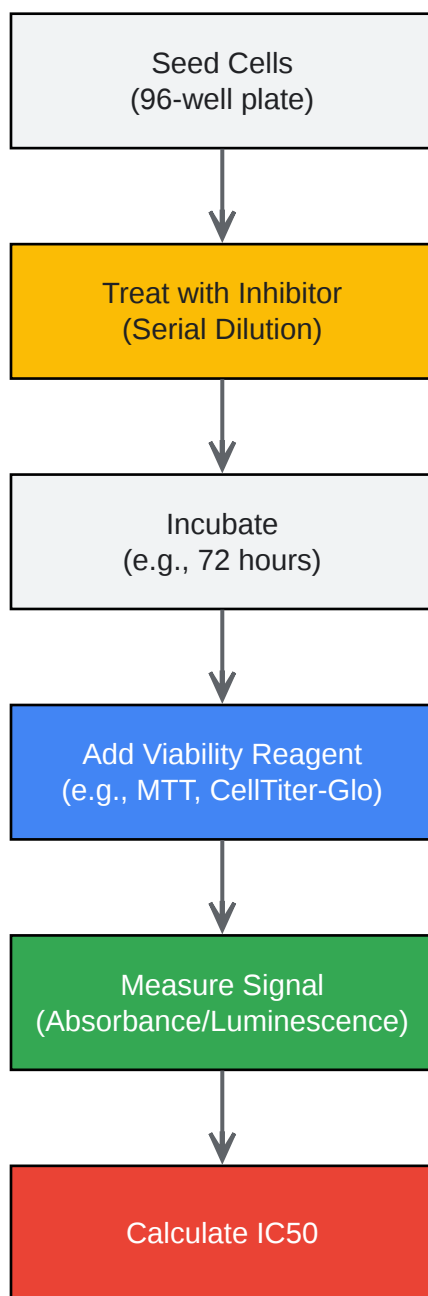 Seed Cells
(96-well plate)
Treat with Inhibitor
(Serial Dilution)
Incubate
(e.g., 72 hours)
Add Viability Reagent
(e.g., MTT, CellTiter-Glo)
Measure Signal
(Absorbance/Luminescence)
Calculate IC50